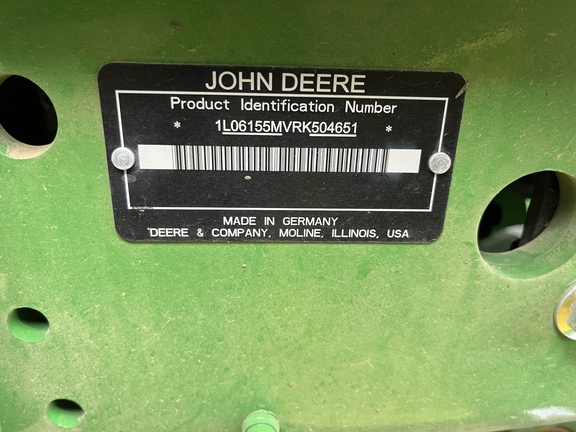 JOHN DEERE
Product Identification Number
* 1L06155MVRK504651 *
MADE IN GERMANY
DEERE & COMPANY, MOLINE, ILLINOIS, USA